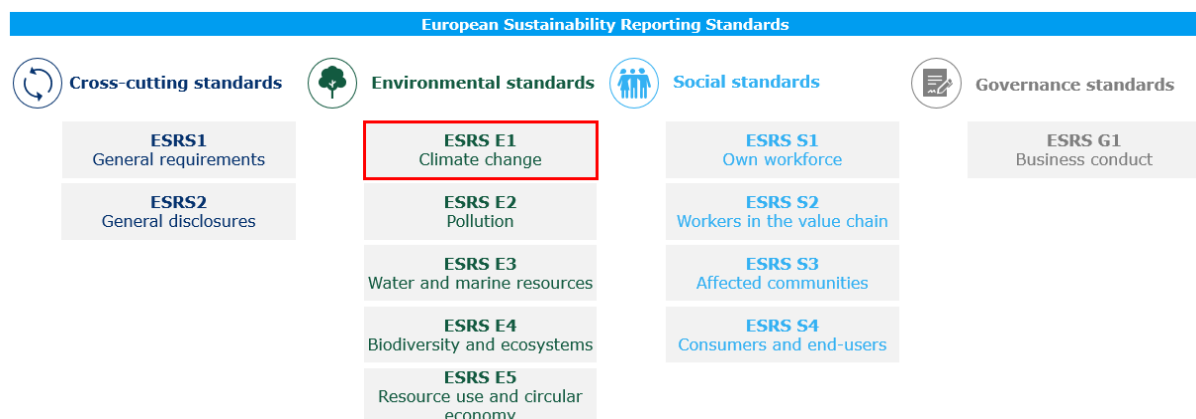 European Sustainability Reporting Standards
Cross-cutting standards
ESRS1
General requirements
ESRS2
General disclosures
Environmental standards
ESRS E1
Climate change
ESRS E2
Pollution
ESRS E3
Water and marine resources
ESRS E4
Biodiversity and ecosystems
ESRS E5
Resource use and circular
economy
Social standards
ESRS S1
Own workforce
ESRS S2
Workers in the value chain
ESRS S3
Affected communities
ESRS S4
Consumers and end-users
Governance standards
ESRS G1
Business conduct